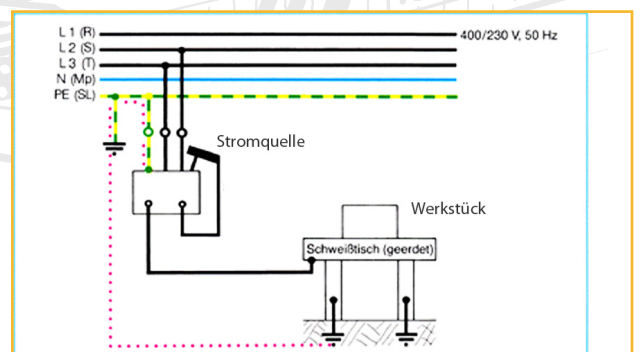 L 1 (R)
400/230 V, 50 Hz
L 2 (S)
L 3 (T)
N (Mp)
PE (SL)
Stromquelle
Werkstück
Schweißtisch (geerdet)